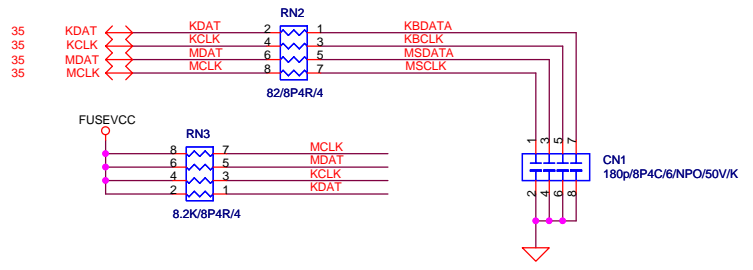 RN2
35 KDAT KDAT 2 1 KBDATA
35 KCLK KCLK 4 3 KBCLK
35 MDAT MDAT 6 5 MSDATA
35 MCLK MCLK 8 7 MSCLK
82/8P4R/4
FUSEVCC
RN3
8 7 MCLK
6 5 MDAT
4 3 KCLK
2 1 KDAT
8.2K/8P4R/4
1 3 5 7
CN1
180p/8P4C/6/NPO/50V/K
2 4 6 8